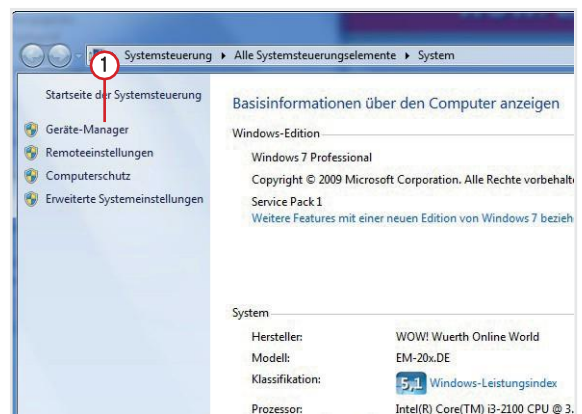 Systemsteuerung ▸ Alle Systemsteuerungselemente ▸ System
1
Startseite der Systemsteuerung
Geräte-Manager
Remoteeinstellungen
Computerschutz
Erweiterte Systemeinstellungen
Basisinformationen über den Computer anzeigen
Windows-Edition
Windows 7 Professional
Copyright © 2009 Microsoft Corporation. Alle Rechte vorbehalte
Service Pack 1
Weitere Features mit einer neuen Edition von Windows 7 bezieh
System
Hersteller: WOW! Wuerth Online World
Modell: EM-20x.DE
Klassifikation: 5,1 Windows-Leistungsindex
Prozessor: Intel(R) Core(TM) i3-2100 CPU @ 3.